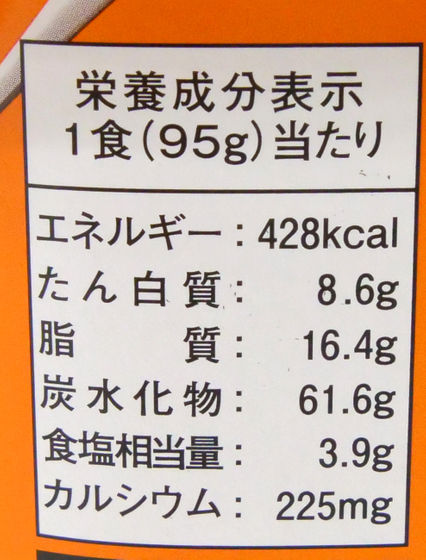 栄養成分表示
1食(95g)当たり
エネルギー: 428kcal
たん白質: 8.6g
脂質: 16.4g
炭水化物: 61.6g
食塩相当量: 3.9g
カルシウム: 225mg